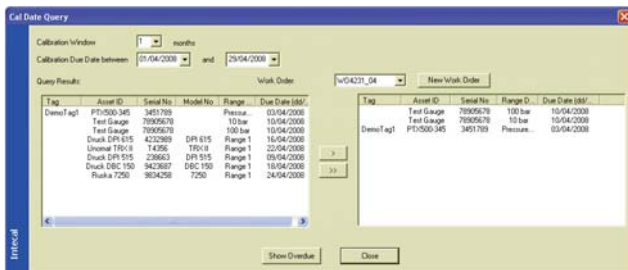 Cal Date Query
Calibration Window 1 months
Calibration Due Date between 01/04/2008 and 29/04/2008
Query Results: Work Order WO4231_04 New Work Order
Tag Asset ID Serial No Model No Range ... Due Date (dd/...
DemoTag1 PTX500-345 3451789 Pressur... 03/04/2008
Test Gauge 78905678 10 bar 10/04/2008
Test Gauge 78905678 100 bar 10/04/2008
Druck DPI 615 4232989 DPI 615 Range 1 16/04/2008
Unomat TRX II T4356 TRX II Range 1 22/04/2008
Druck DPI 515 238663 DPI 515 Range 1 09/04/2008
Druck DBC 150 9423687 DBC 150 Range 1 18/04/2008
Ruska 7250 9834258 7250 Range 1 24/04/2008
>
>>
Tag Asset ID Serial No Range D... Due Date (dd/...
Test Gauge 78905678 100 bar 10/04/2008
Test Gauge 78905678 10 bar 10/04/2008
DemoTag1 PTX500-345 3451789 Pressure... 03/04/2008
Show Overdue Close
Intecal